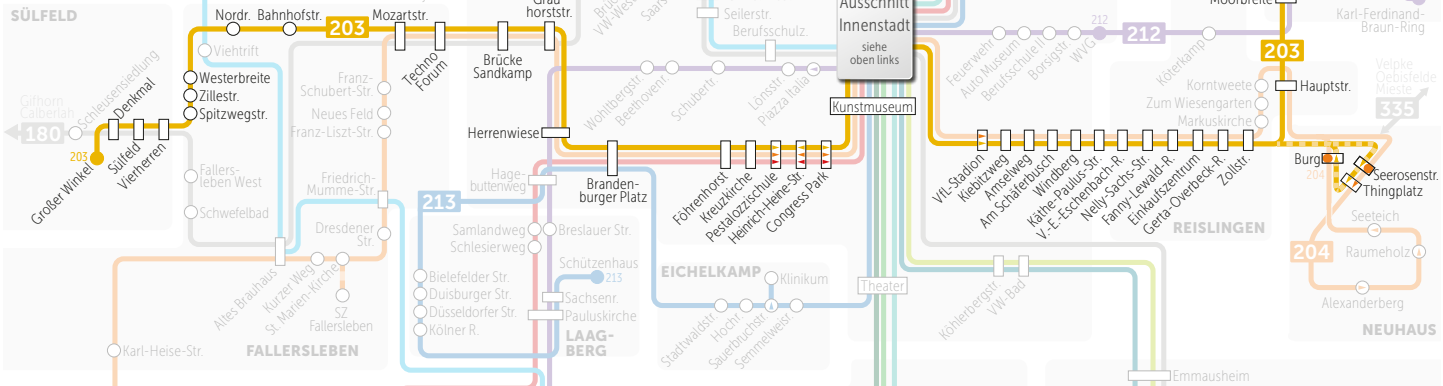 SÜLFELD
Nordr.
Bahnhofstr.
203
Mozartstr.
Grau
horststr.
Brück
VW-West
Saars
Seilerstr.
Berufsschulz.
Ausschnitt
Innenstadt
siehe
oben links
Moorbreite
Karl-Ferdinand-
Braun-Ring
Viehtrift
Techno
Forum
Brücke
Sandkamp
212
WVG
212
Feuerwehr
Auto Museum
Berufsschule II
Borsigstr.
Köterkamp
203
Velpke
Oebisfelde
Mieste
335
Schleusensiedlung
Gifhorn
Calberlah
180
Denkmal
Westerbreite
Zillestr.
Spitzwegstr.
Franz-
Schubert-Str.
Neues Feld
Franz-Liszt-Str.
Wohltbergstr.
Beethovenr.
Schubertr.
Lönsstr.
Piazza Italia
Kunstmuseum
Korntweete
Zum Wiesengarten
Markuskirche
Hauptstr.
203
Großer Winkel
Sülfeld
Vierherren
Herrenwiese
Fallers-
leben West
Schwefelbad
Friedrich-
Mumme-Str.
213
Hage-
buttenweg
Branden-
burger Platz
Föhrenhorst
Kreuzkirche
Pestalozzischule
Heinrich-Heine-Str.
Congress Park
VfL-Stadion
Kiebitzweg
Amselweg
Am Schäferbusch
Windberg
Käthe-Paulus-Str.
V.-E.-Eschenbach-R.
Nelly-Sachs-Str.
Fanny-Lewald-R.
Einkaufszentrum
Gerta-Overbeck-R.
Zollstr.
Burg
204
Seerosenstr.
Thingplatz
REISLINGEN
Dresdener
Str.
Samlandweg
Schlesierweg
Breslauer Str.
Seeteich
204
Raumeholz
Altes Brauhaus
Kurzer Weg
St. Marien-Kirche
SZ
Fallersleben
Bielefelder Str.
Duisburger Str.
Düsseldorfer Str.
Kölner R.
Schützenhaus
213
Sachsenr.
Pauluskirche
EICHELKAMP
Klinikum
Stadtwaldstr.
Hochr.
Sauerbruchstr.
Semmelweisr.
Theater
Köhlerbergstr.
VW-Bad
Alexanderberg
NEUHAUS
Karl-Heise-Str.
FALLERSLEBEN
LAAG-
BERG
Emmausheim